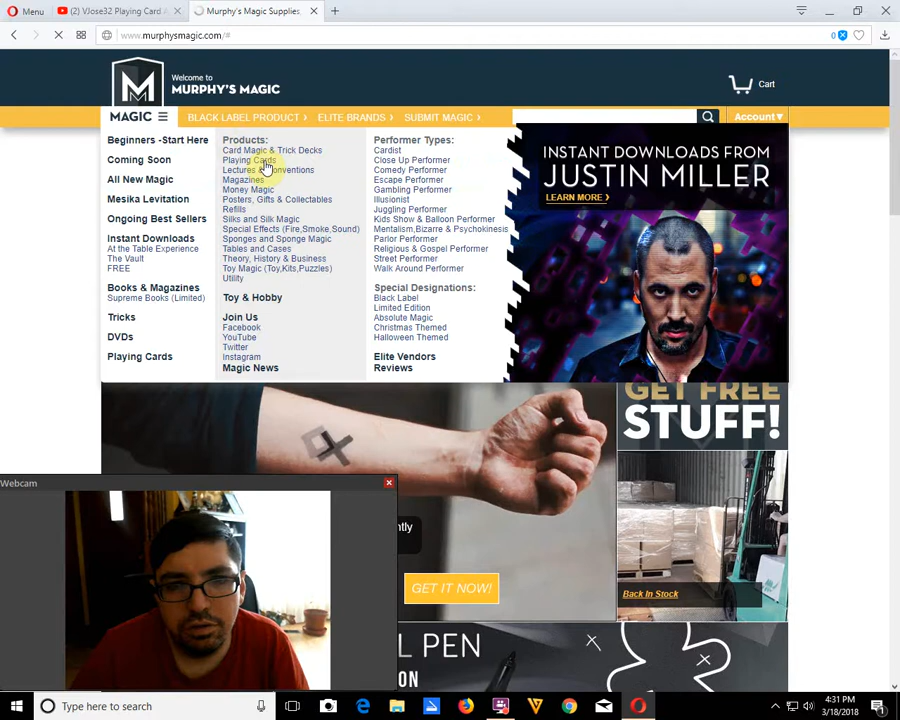 Menu
(2) VJose32 Playing Card
Murphy's Magic Supplies,
www.murphysmagic.com/#
0
Welcome to
MURPHY'S MAGIC
Cart
MAGIC
BLACK LABEL PRODUCT
ELITE BRANDS
SUBMIT MAGIC
Account
Beginners -Start Here
Coming Soon
All New Magic
Mesika Levitation
Ongoing Best Sellers
Instant Downloads
At the Table Experience
The Vault
FREE
Books & Magazines
Supreme Books (Limited)
Tricks
DVDs
Playing Cards
Products:
Card Magic & Trick Decks
Playing Cards
Lectures & Conventions
Magazines
Money Magic
Posters, Gifts & Collectables
Refills
Silks and Silk Magic
Special Effects (Fire,Smoke,Sound)
Sponges and Sponge Magic
Tables and Cases
Theory, History & Business
Toy Magic (Toy,Kits,Puzzles)
Utility
Toy & Hobby
Join Us
Facebook
YouTube
Twitter
Instagram
Magic News
Performer Types:
Cardist
Close Up Performer
Comedy Performer
Escape Performer
Gambling Performer
Illusionist
Juggling Performer
Kids Show & Balloon Performer
Mentalism,Bizarre & Psychokinesis
Parlor Performer
Religious & Gospel Performer
Street Performer
Walk Around Performer
Special Designations:
Black Label
Limited Edition
Absolute Magic
Christmas Themed
Halloween Themed
Elite Vendors
Reviews
INSTANT DOWNLOADS FROM
JUSTIN MILLER
LEARN MORE
GET FREE
STUFF!
GET IT NOW!
Back In Stock
PEN
Webcam
Type here to search
4:31 PM
3/18/2018
1